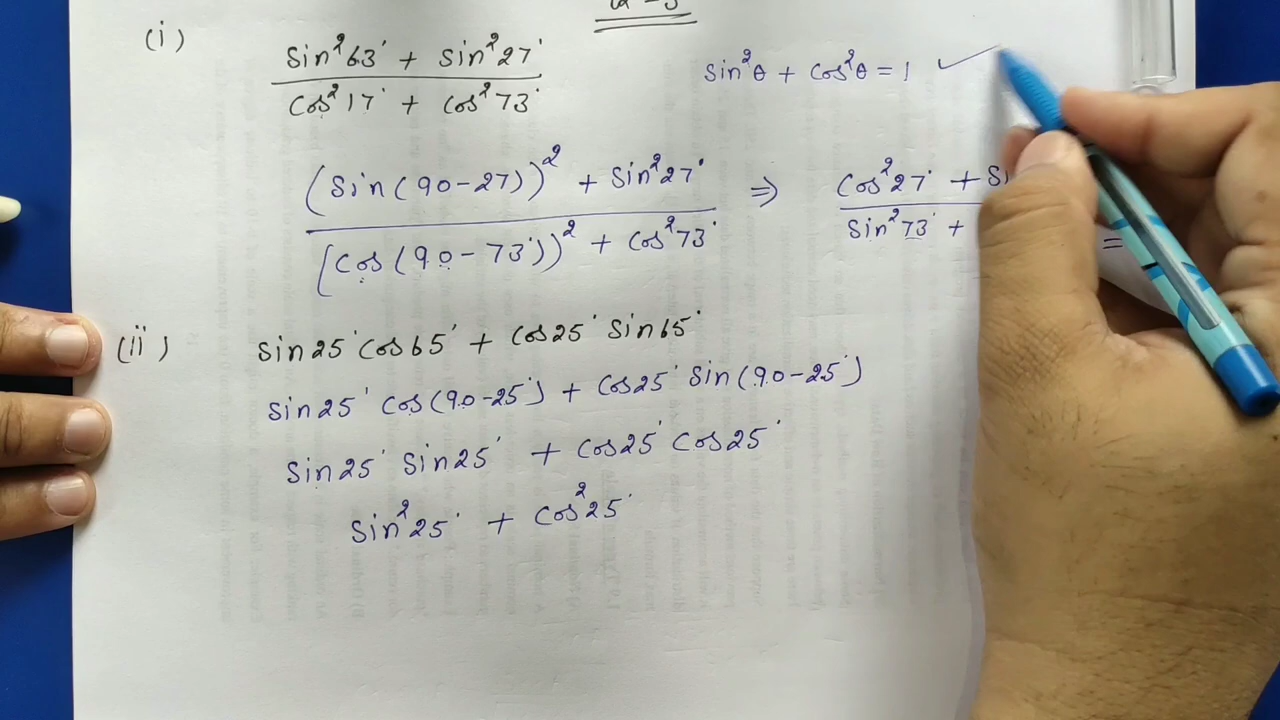 (i) sin²63° + sin²27°
cos²17° + cos²73°
sin²θ + cos²θ = 1
(sin(90-27))² + sin²27° ⇒ cos²27° +
(cos(90-73°))² + cos²73° sin²73° + =
(ii) sin25° cos65° + cos25° sin65°
sin25° cos(90-25°) + cos25° sin(90-25°)
sin25° sin25° + cos25° cos25°
sin²25° + cos²25°